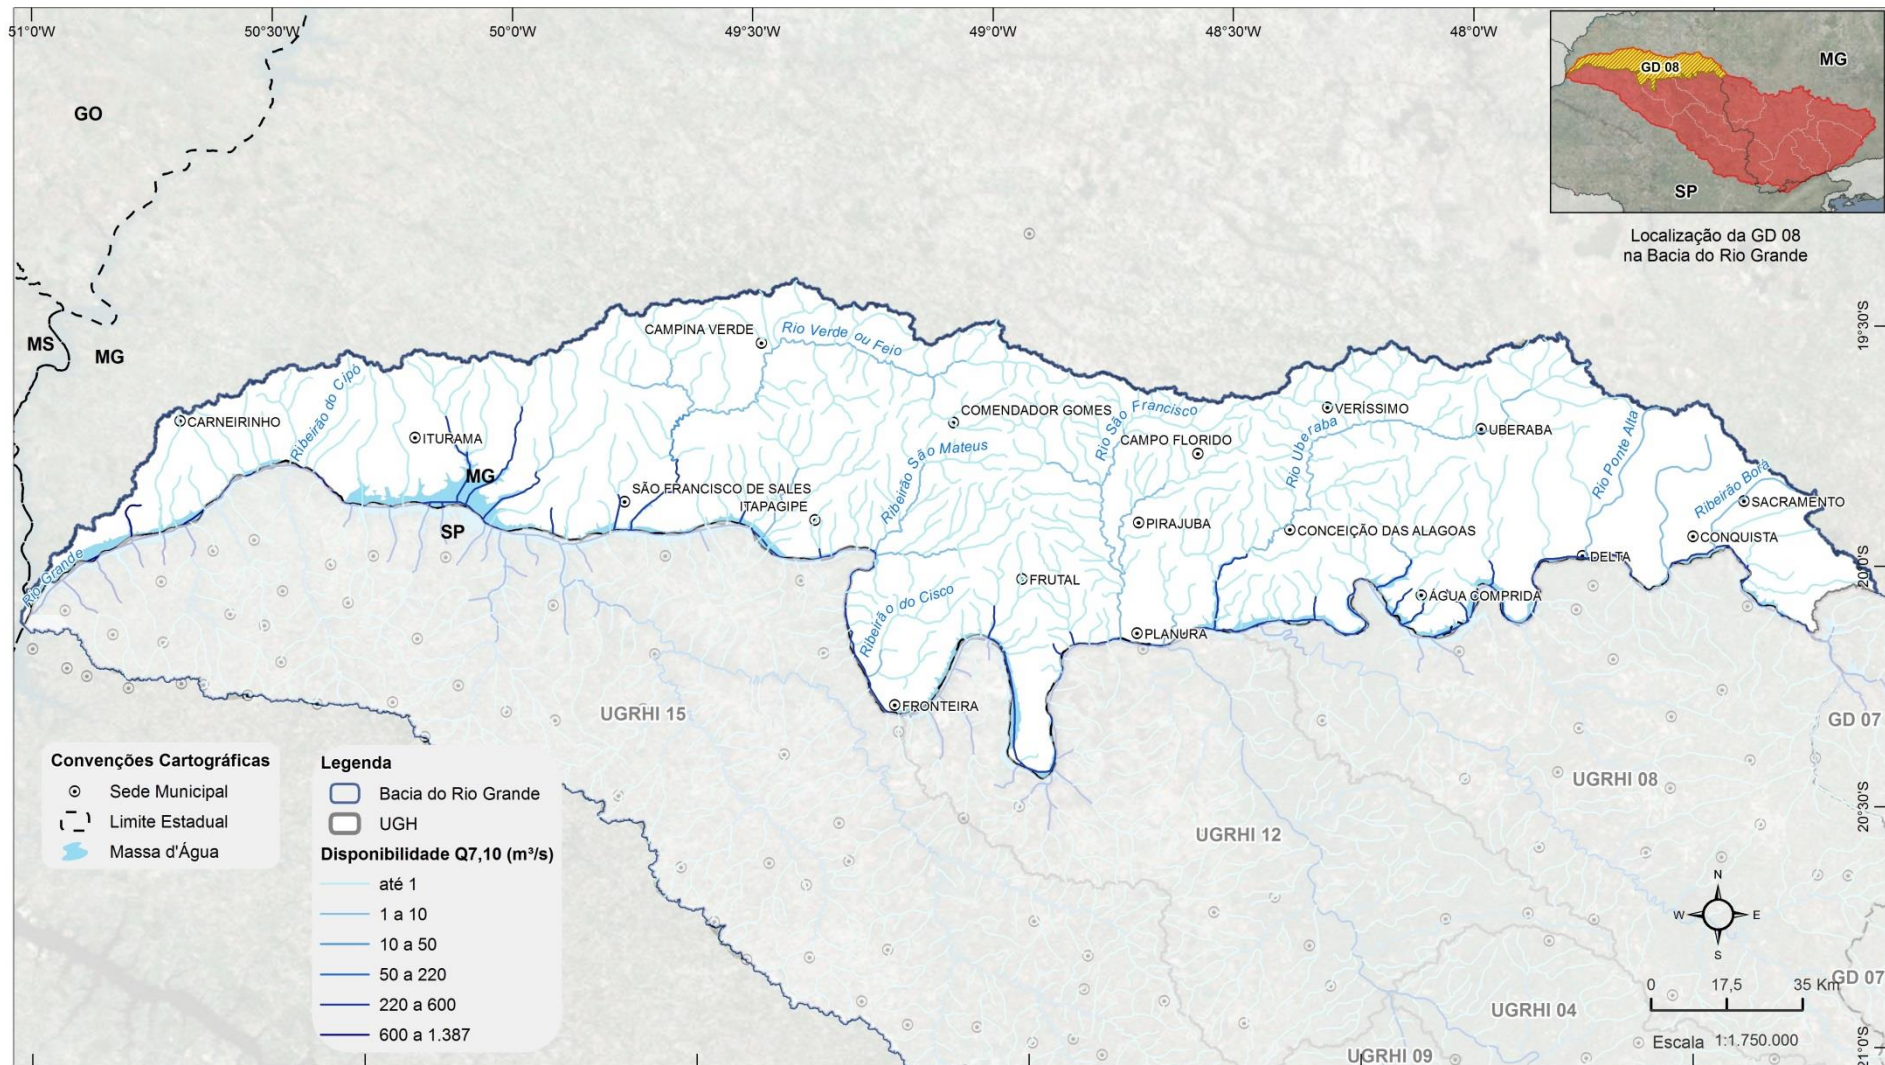 51°0'W
50°30'W
50°0'W
49°30'W
49°0'W
48°30'W
48°0'W
GO
MS
MG
MG
GD 08
SP
Localização da GD 08
na Bacia do Rio Grande
19°30'S
20°0'S
20°30'S
21°0'S
CAMPINA VERDE
Rio Verde ou Feio
CARNEIRINHO
Ribeirão do Cipó
ITURAMA
COMENDADOR GOMES
Rio São Francisco
CAMPO FLORIDO
VERÍSSIMO
UBERABA
Rio Uberaba
Rio Ponte Alta
Ribeirão Borá
SACRAMENTO
Ribeirão São Mateus
MG
SP
SÃO FRANCISCO DE SALES
ITAPAGIPE
PIRAJUBA
CONCEIÇÃO DAS ALAGOAS
CONQUISTA
DELTA
Rio Grande
FRUTAL
ÁGUA COMPRIDA
Ribeirão do Cisco
PLANURA
FRONTEIRA
UGRHI 15
GD 07
UGRHI 08
UGRHI 12
GD 07
UGRHI 04
UGRHI 09
Convenções Cartográficas
Sede Municipal
Limite Estadual
Massa d'Água
Legenda
Bacia do Rio Grande
UGH
Disponibilidade Q7,10 (m³/s)
até 1
1 a 10
10 a 50
50 a 220
220 a 600
600 a 1.387
N
W
E
S
0 17,5 35 Km
Escala 1:1.750.000